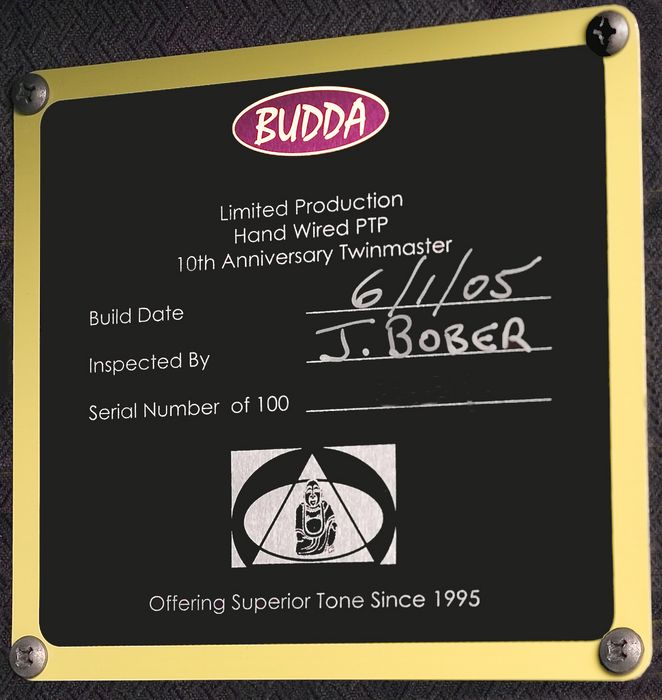 BUDDA
Limited Production
Hand Wired PTP
10th Anniversary Twinmaster
Build Date 6/1/05
Inspected By J. BOBER
Serial Number of 100
Offering Superior Tone Since 1995